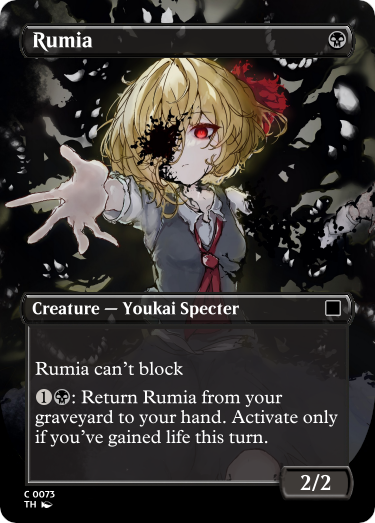 Rumia
Creature — Youkai Specter
Rumia can't block
1: Return Rumia from your
graveyard to your hand. Activate only
if you've gained life this turn.
2/2
C 0073
TH